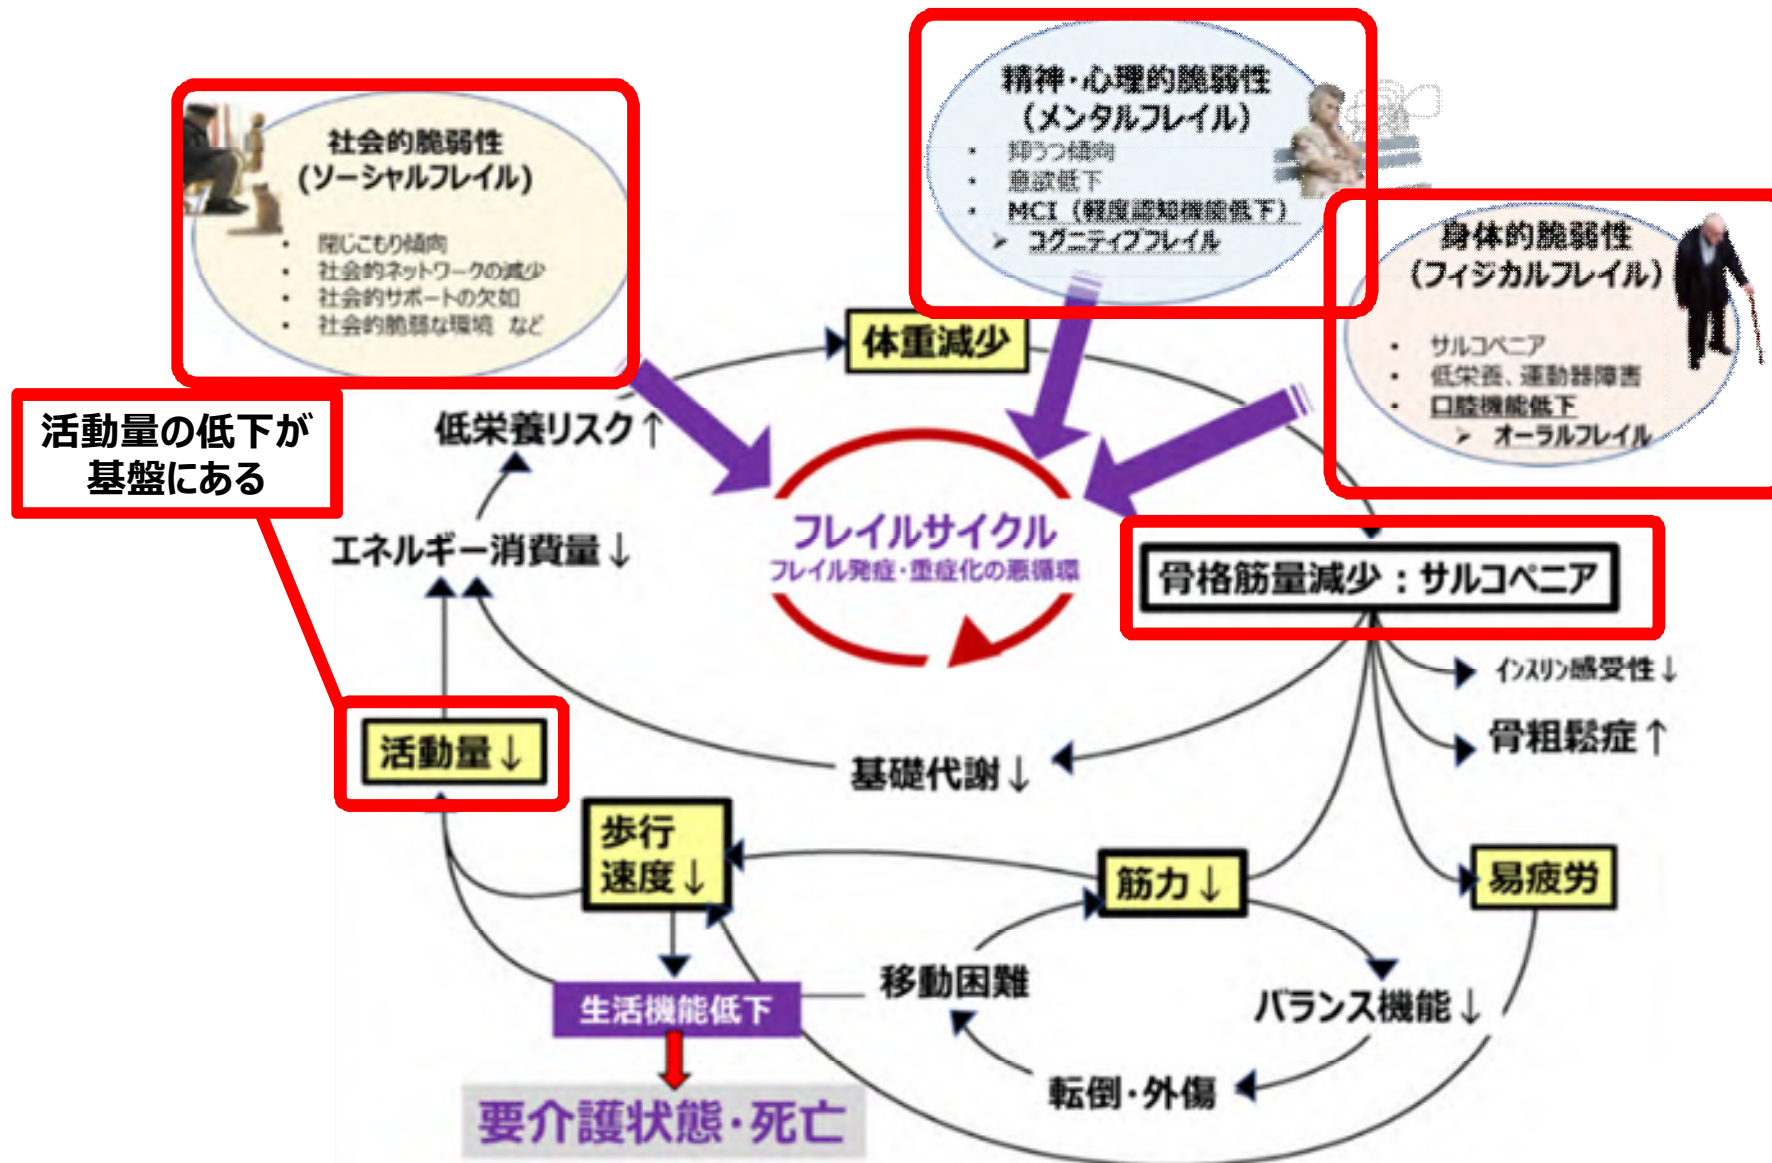 精神・心理的脆弱性
(メンタルフレイル)
・ 抑うつ傾向
・ 意欲低下
・ MCI（軽度認知機能低下）
➢ コグニティブフレイル
社会的脆弱性
(ソーシャルフレイル)
・ 閉じこもり傾向
・ 社会的ネットワークの減少
・ 社会的サポートの欠如
・ 社会的脆弱な環境 など
身体的脆弱性
(フィジカルフレイル)
・ サルコペニア
・ 低栄養、運動器障害
・ 口腔機能低下
➢ オーラルフレイル
体重減少
活動量の低下が
基盤にある
低栄養リスク↑
フレイルサイクル
フレイル発症・重症化の悪循環
エネルギー消費量↓
骨格筋量減少：サルコペニア
インスリン感受性↓
骨粗鬆症↑
活動量↓
基礎代謝↓
歩行
速度↓
筋力↓
易疲労
移動困難
生活機能低下
バランス機能↓
転倒・外傷
要介護状態・死亡